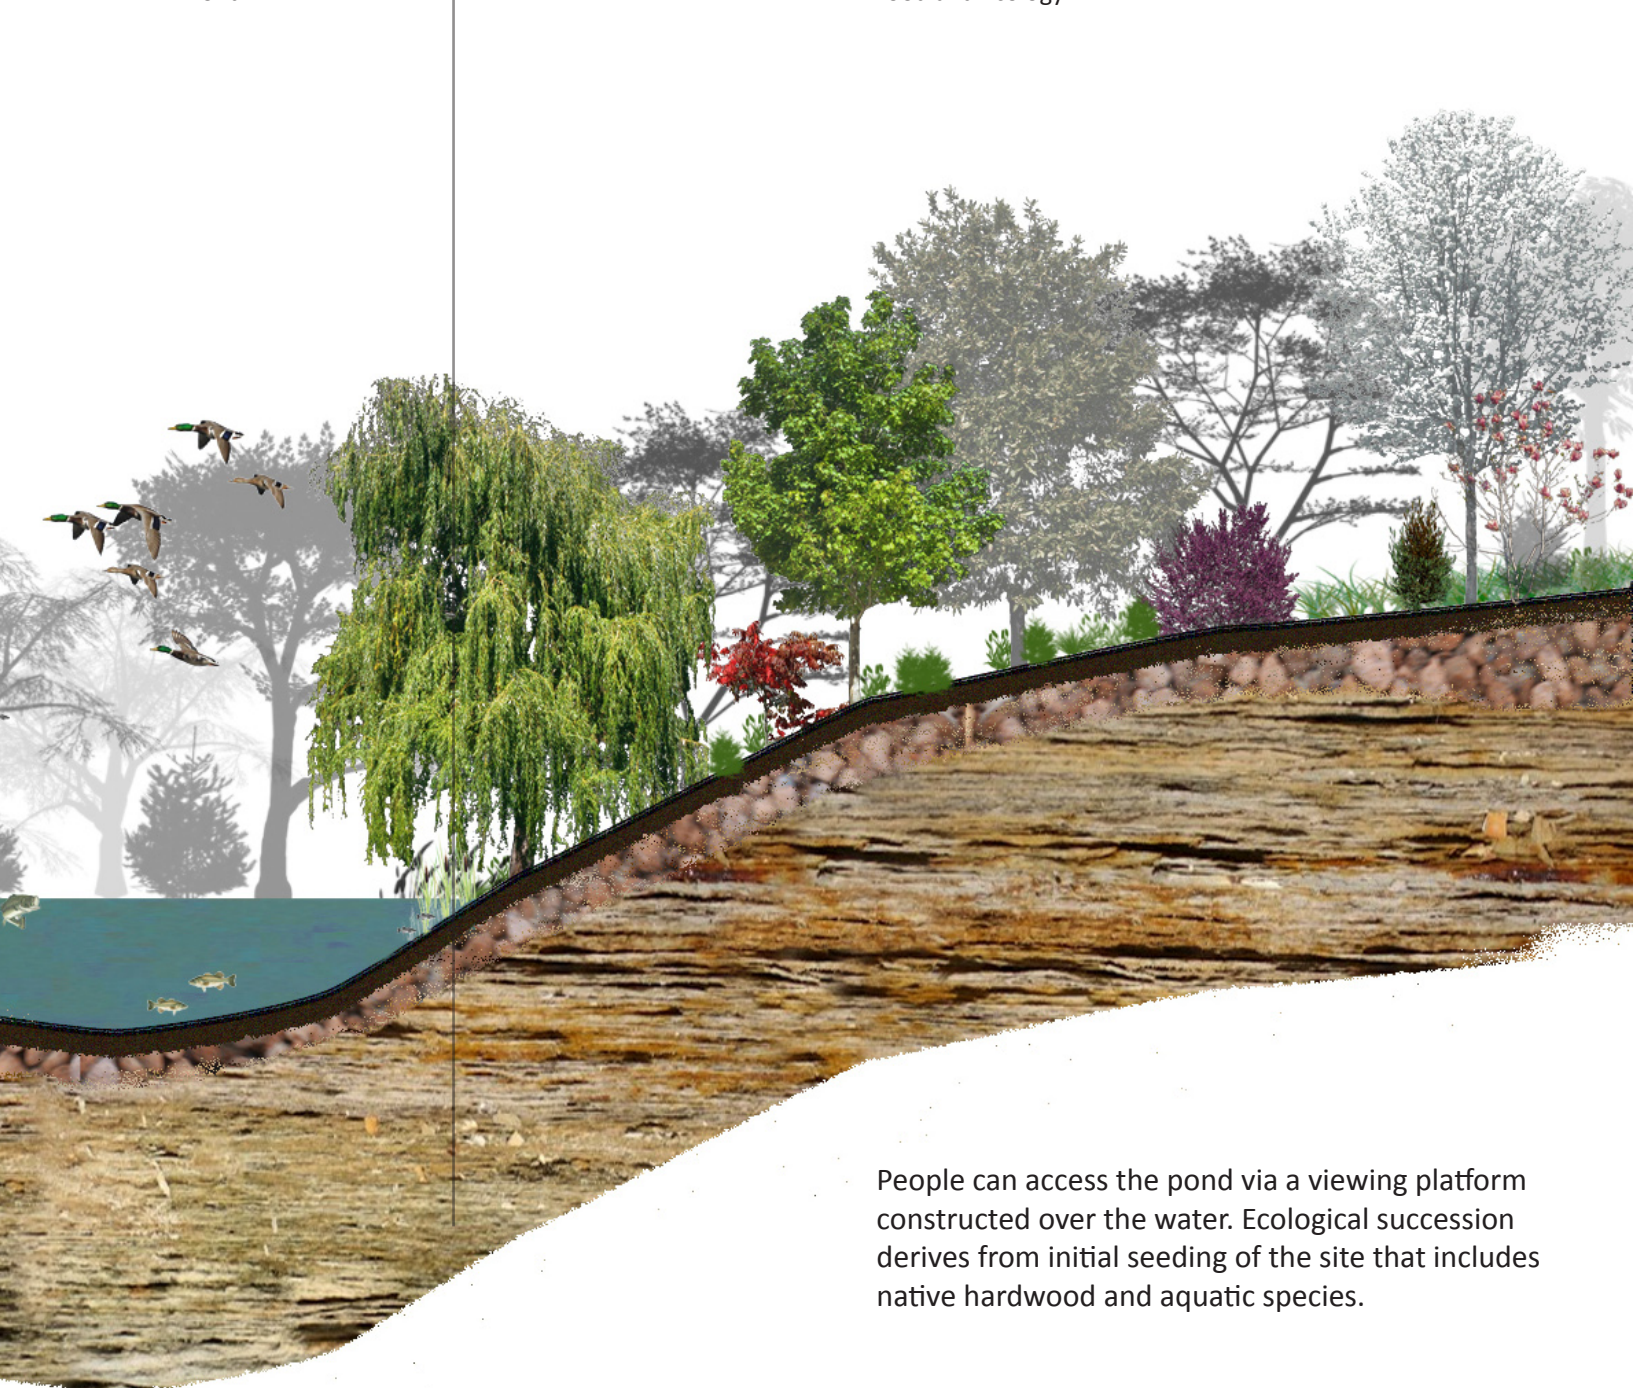 People can access the pond via a viewing platform
constructed over the water. Ecological succession
derives from initial seeding of the site that includes
native hardwood and aquatic species.